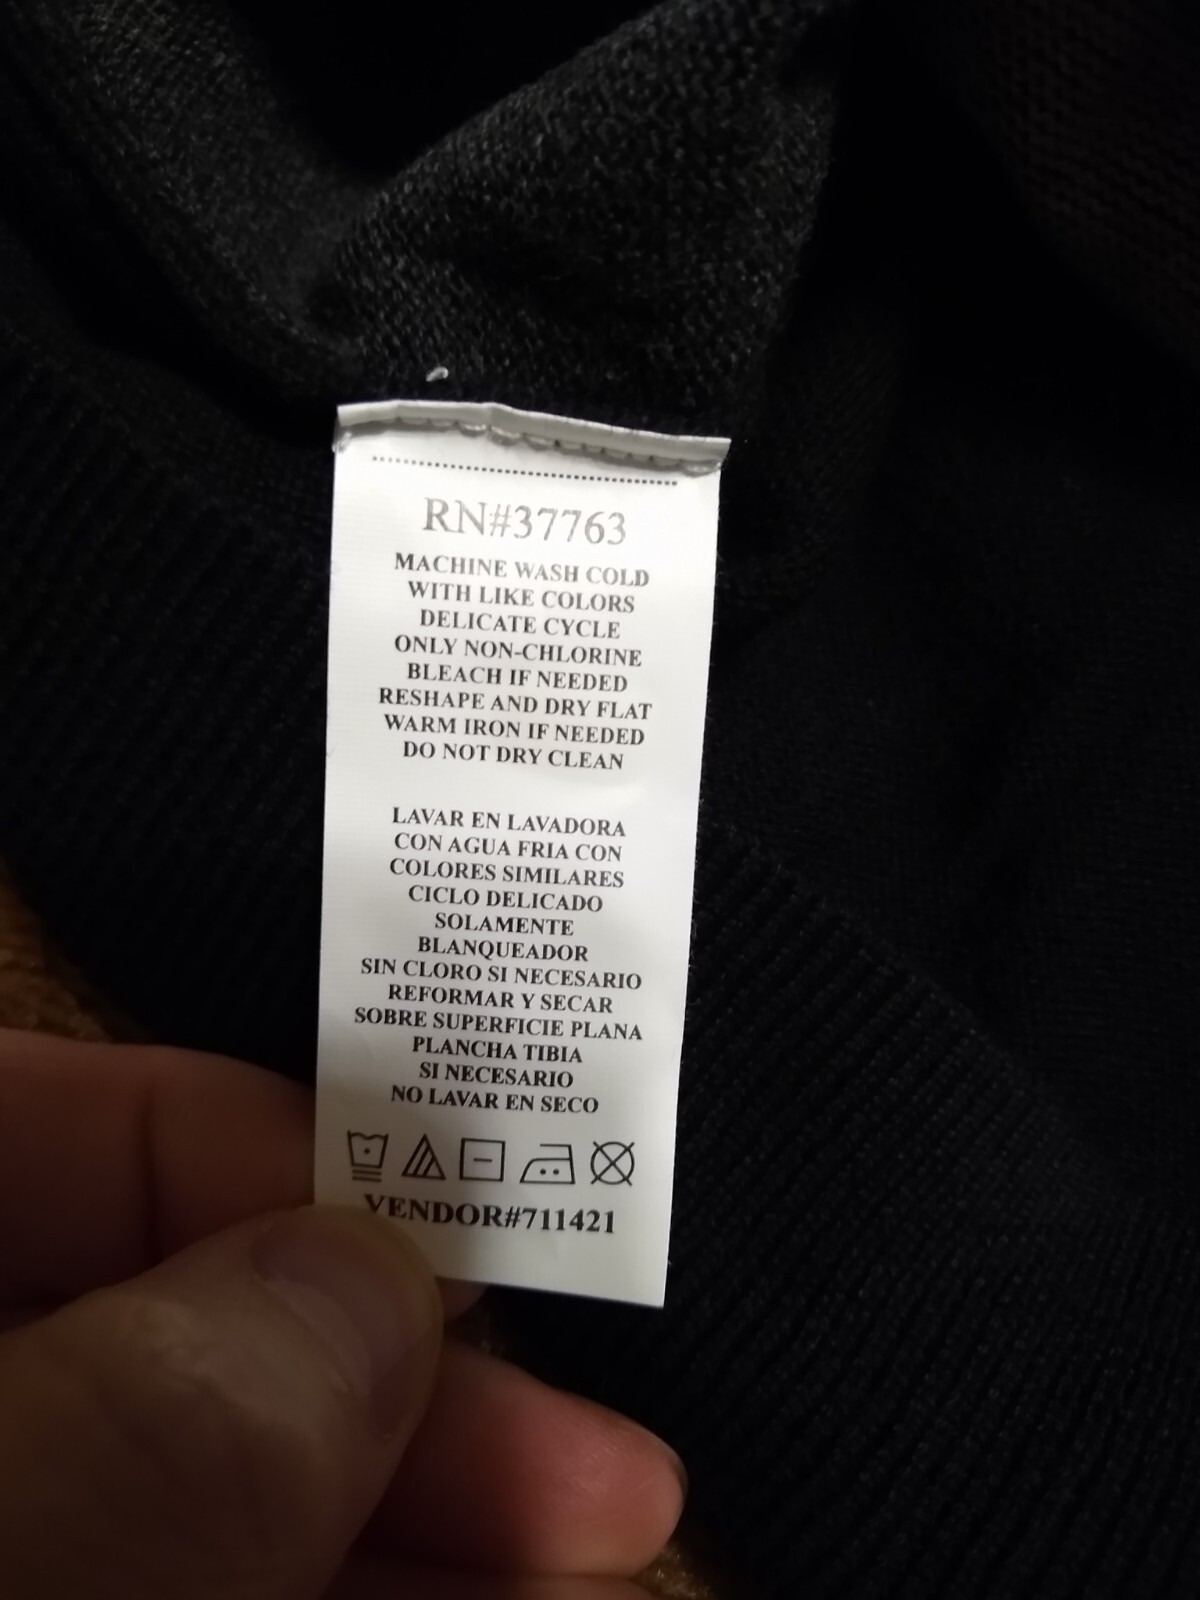 RN#37763
MACHINE WASH COLD
WITH LIKE COLORS
DELICATE CYCLE
ONLY NON-CHLORINE
BLEACH IF NEEDED
RESHAPE AND DRY FLAT
WARM IRON IF NEEDED
DO NOT DRY CLEAN
LAVAR EN LAVADORA
CON AGUA FRIA CON
COLORES SIMILARES
CICLO DELICADO
SOLAMENTE
BLANQUEADOR
SIN CLORO SI NECESARIO
REFORMAR Y SECAR
SOBRE SUPERFICIE PLANA
PLANCHA TIBIA
SI NECESARIO
NO LAVAR EN SECO
VENDOR#711421